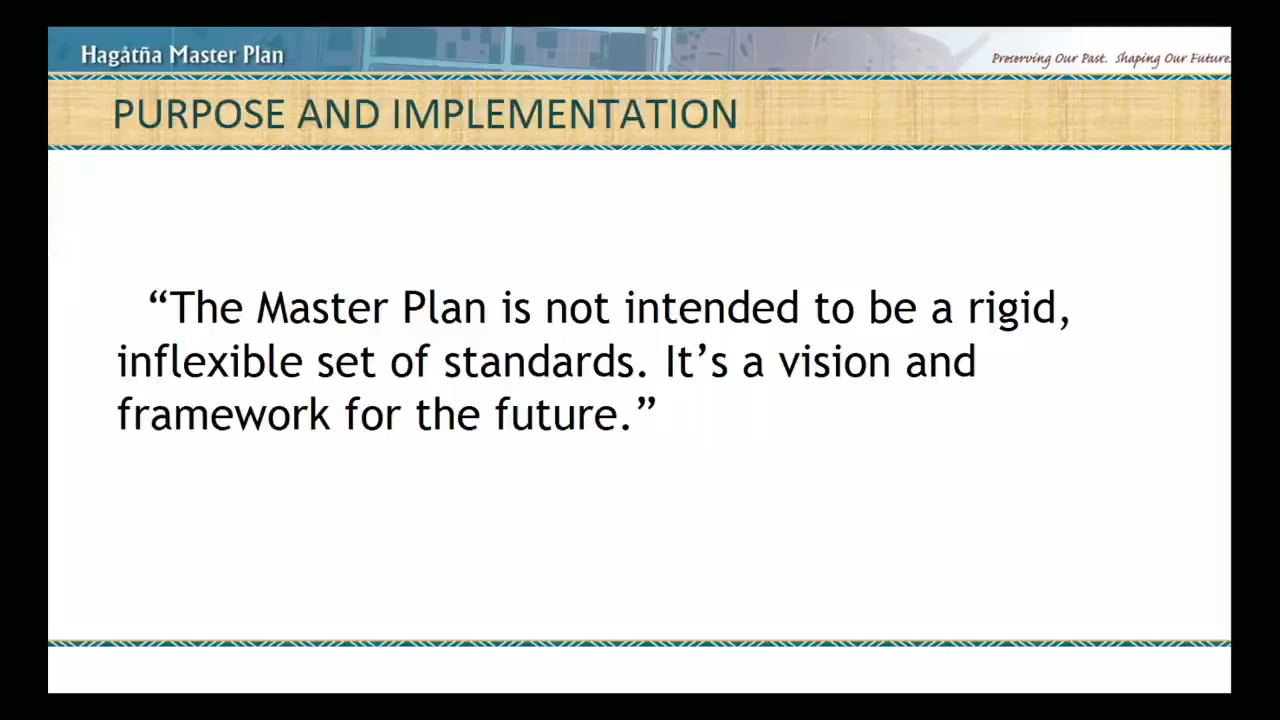 Hagåtña Master Plan
Preserving Our Past. Shaping Our Future.
PURPOSE AND IMPLEMENTATION
“The Master Plan is not intended to be a rigid,
inflexible set of standards. It’s a vision and
framework for the future.”